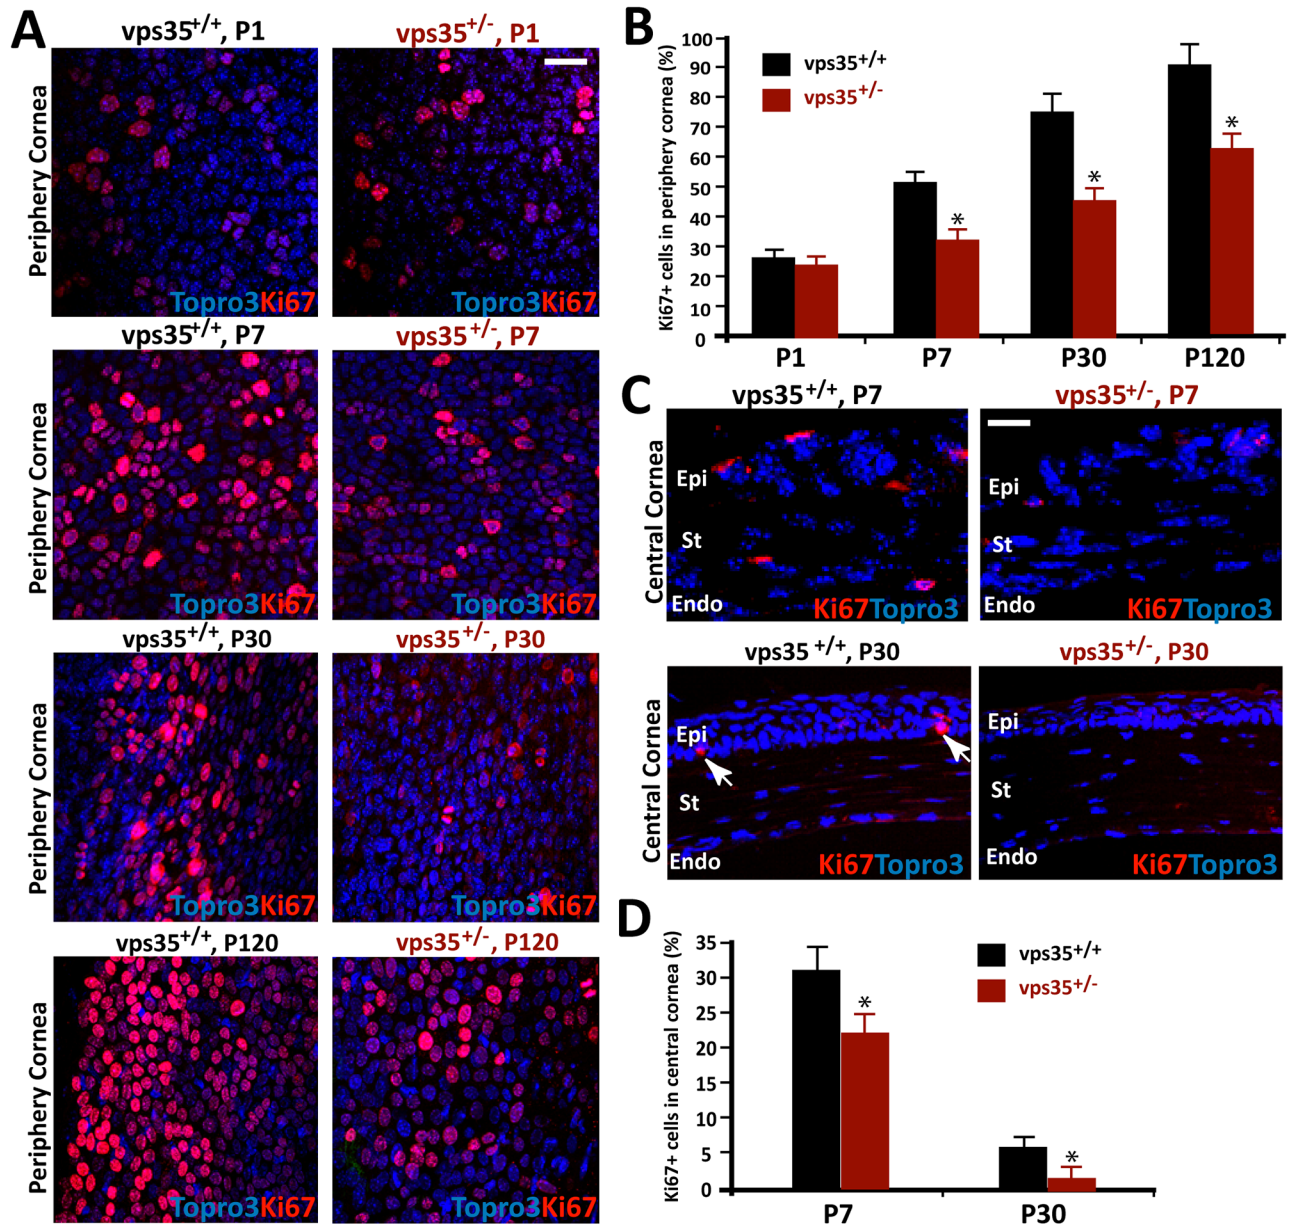 A
vps35+/+, P1
vps35+/-, P1
Periphery Cornea
Topro3Ki67
Topro3Ki67
vps35+/+, P7
vps35+/-, P7
Periphery Cornea
Topro3Ki67
Topro3Ki67
vps35+/+, P30
vps35+/-, P30
Periphery Cornea
Topro3Ki67
Topro3Ki67
vps35+/+, P120
vps35+/-, P120
Periphery Cornea
Topro3Ki67
Topro3Ki67
B
Ki67+ cells in periphery cornea (%)
100
90
80
70
60
50
40
30
20
10
0
vps35+/+
vps35+/-
*
*
*
P1
P7
P30
P120
C
vps35+/+, P7
vps35+/-, P7
Central Cornea
Epi
St
Endo
Ki67Topro3
Epi
St
Endo
Ki67Topro3
vps35 +/+, P30
vps35+/-, P30
Central Cornea
Epi
St
Endo
Ki67Topro3
Epi
St
Endo
Ki67Topro3
D
Ki67+ cells in central cornea (%)
35
30
25
20
15
10
5
0
vps35+/+
vps35+/-
*
*
P7
P30